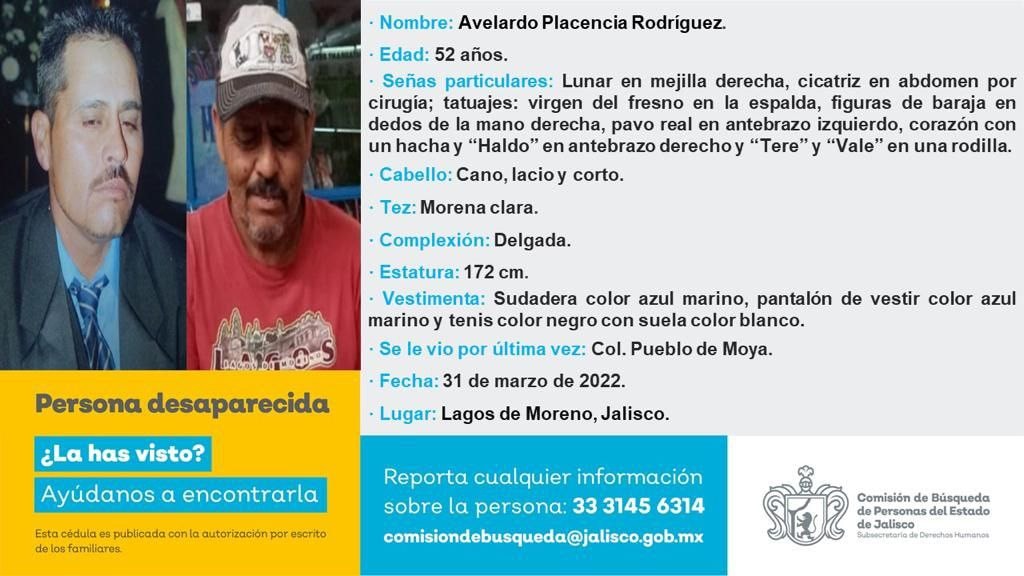 · Nombre: Avelardo Placencia Rodríguez.
· Edad: 52 años.
· Señas particulares: Lunar en mejilla derecha, cicatriz en abdomen por
cirugía; tatuajes: virgen del fresno en la espalda, figuras de baraja en
dedos de la mano derecha, pavo real en antebrazo izquierdo, corazón con
un hacha y “Haldo” en antebrazo derecho y “Tere” y “Vale” en una rodilla.
· Cabello: Cano, lacio y corto.
· Tez: Morena clara.
· Complexión: Delgada.
· Estatura: 172 cm.
· Vestimenta: Sudadera color azul marino, pantalón de vestir color azul
marino y tenis color negro con suela color blanco.
· Se le vio por última vez: Col. Pueblo de Moya.
· Fecha: 31 de marzo de 2022.
· Lugar: Lagos de Moreno, Jalisco.
LAGOS
Persona desaparecida
¿La has visto?
Ayúdanos a encontrarla
Esta cédula es publicada con la autorización por escrito
de los familiares.
Reporta cualquier información
sobre la persona: 33 3145 6314
comisiondebusqueda@jalisco.gob.mx
Comisión de Búsqueda
de Personas del Estado
de Jalisco
Subsecretaría de Derechos Humanos